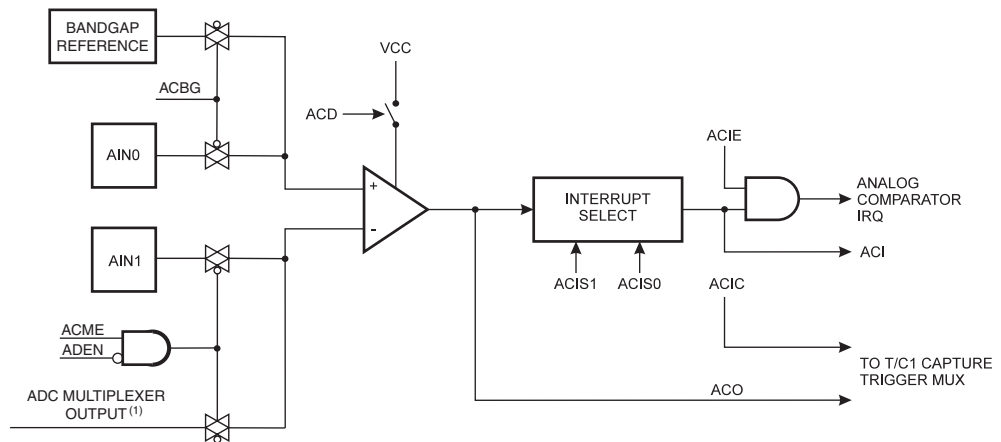 BANDGAP
REFERENCE
VCC
ACBG
ACD
AIN0
ACIE
+
INTERRUPT
SELECT
ANALOG
COMPARATOR
IRQ
-
AIN1
ACI
ACIS1
ACIS0
ACIC
ACME
ADEN
TO T/C1 CAPTURE
TRIGGER MUX
ADC MULTIPLEXER
OUTPUT (1)
ACO